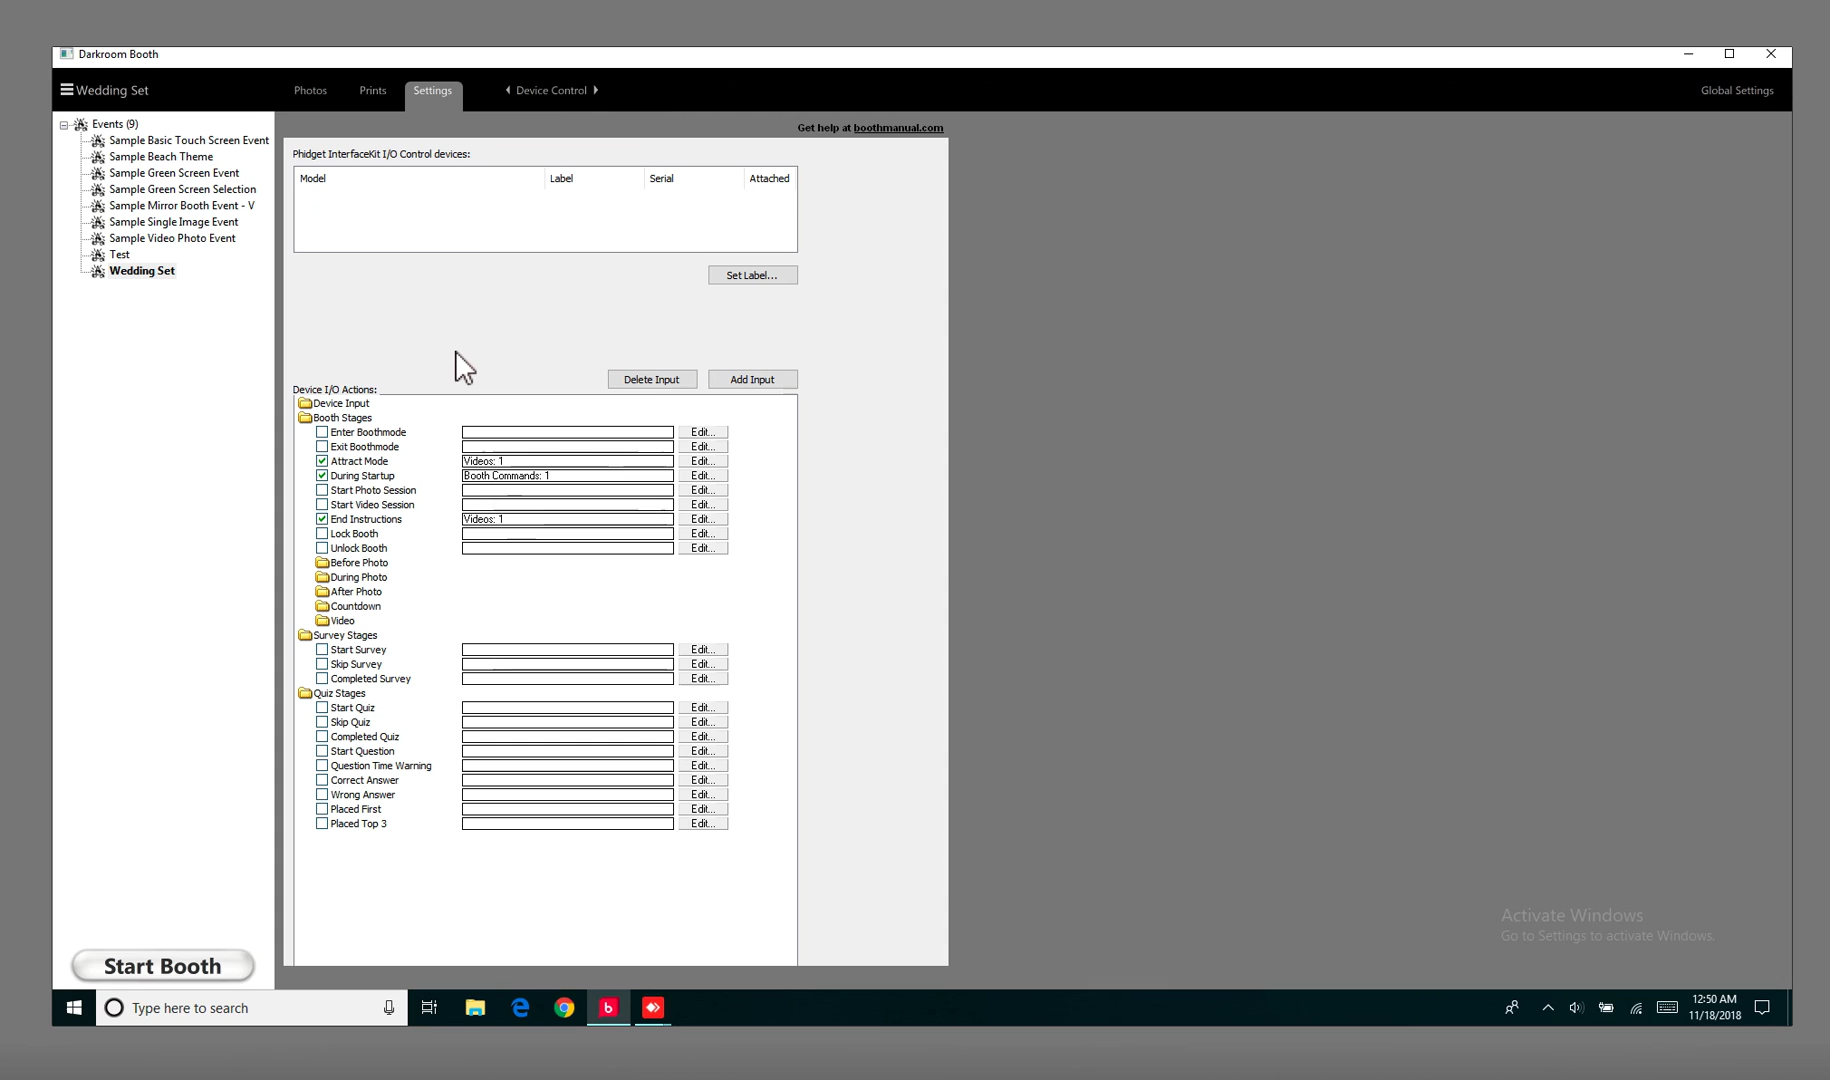 Darkroom Booth
Wedding Set
Photos
Prints
Settings
Device Control
Global Settings
Events (9)
Sample Basic Touch Screen Event
Sample Beach Theme
Sample Green Screen Event
Sample Green Screen Selection
Sample Mirror Booth Event - V
Sample Single Image Event
Sample Video Photo Event
Test
Wedding Set
Start Booth
Get help at boothmanual.com
Phidget InterfaceKit I/O Control devices:
Model Label Serial Attached
Set Label...
Delete Input Add Input
Device I/O Actions:
Device Input
Booth Stages
Enter Boothmode Edit...
Exit Boothmode Edit...
Attract Mode Videos: 1 Edit...
During Startup Booth Commands: 1 Edit...
Start Photo Session Edit...
Start Video Session Edit...
End Instructions Videos: 1 Edit...
Lock Booth Edit...
Unlock Booth Edit...
Before Photo
During Photo
After Photo
Countdown
Video
Survey Stages
Start Survey Edit...
Skip Survey Edit...
Completed Survey Edit...
Quiz Stages
Start Quiz Edit...
Skip Quiz Edit...
Completed Quiz Edit...
Start Question Edit...
Question Time Warning Edit...
Correct Answer Edit...
Wrong Answer Edit...
Placed First Edit...
Placed Top 3 Edit...
Activate Windows
Go to Settings to activate Windows.
Type here to search
b
12:50 AM
11/18/2018